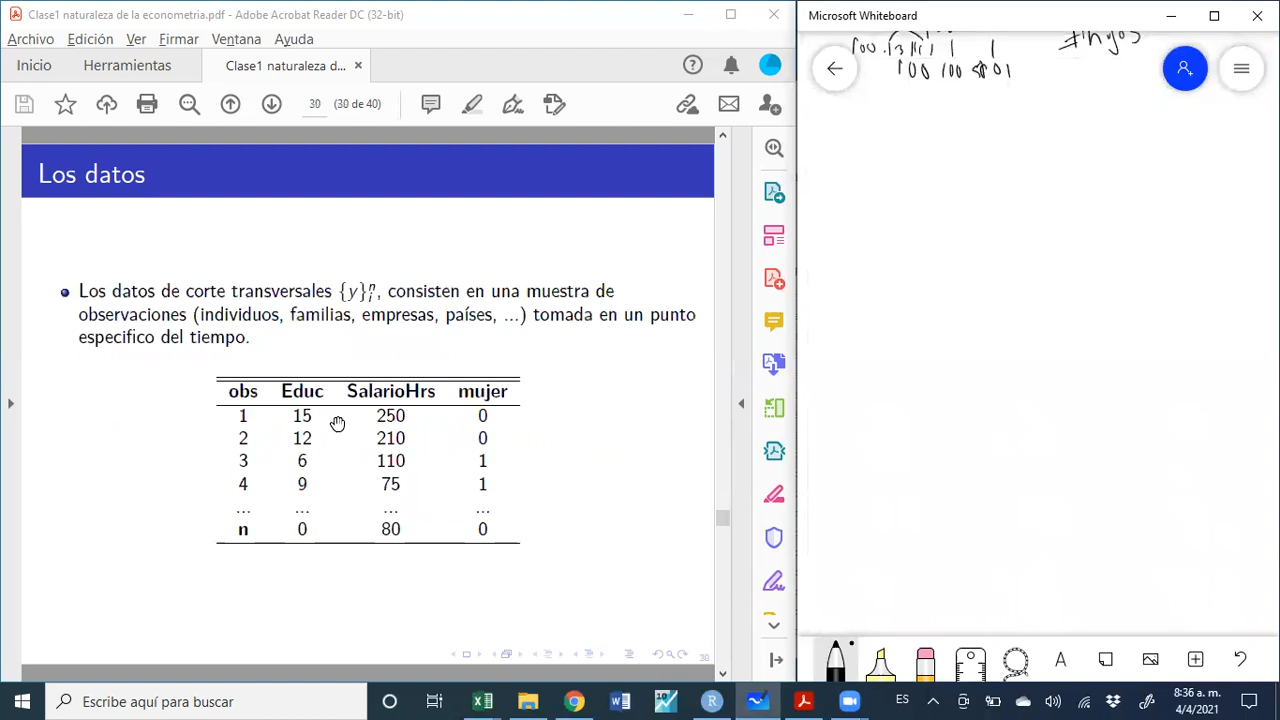 Clase1 naturaleza de la econometria.pdf - Adobe Acrobat Reader DC (32-bit)
Archivo Edición Ver Firmar Ventana Ayuda
Inicio Herramientas Clase1 naturaleza d... ×
30 (30 de 40)
Los datos
Los datos de corte transversales {y}ᵢⁿ, consisten en una muestra de
observaciones (individuos, familias, empresas, países, ...) tomada en un punto
especifico del tiempo.
obs Educ SalarioHrs mujer
1 15 250 0
2 12 210 0
3 6 110 1
4 9 75 1
... ... ... ...
n 0 80 0
30
Microsoft Whiteboard
Escribe aquí para buscar
ES
8:36 a. m.
4/4/2021